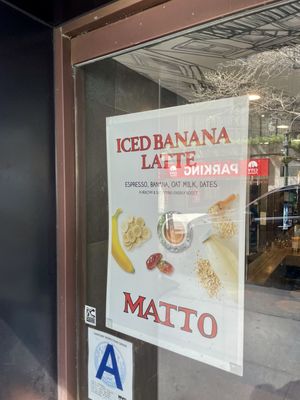 ICED BANANA
LATTE
ESPRESSO, BANANA, OAT MILK, DATES
PARKING
MATTO
A